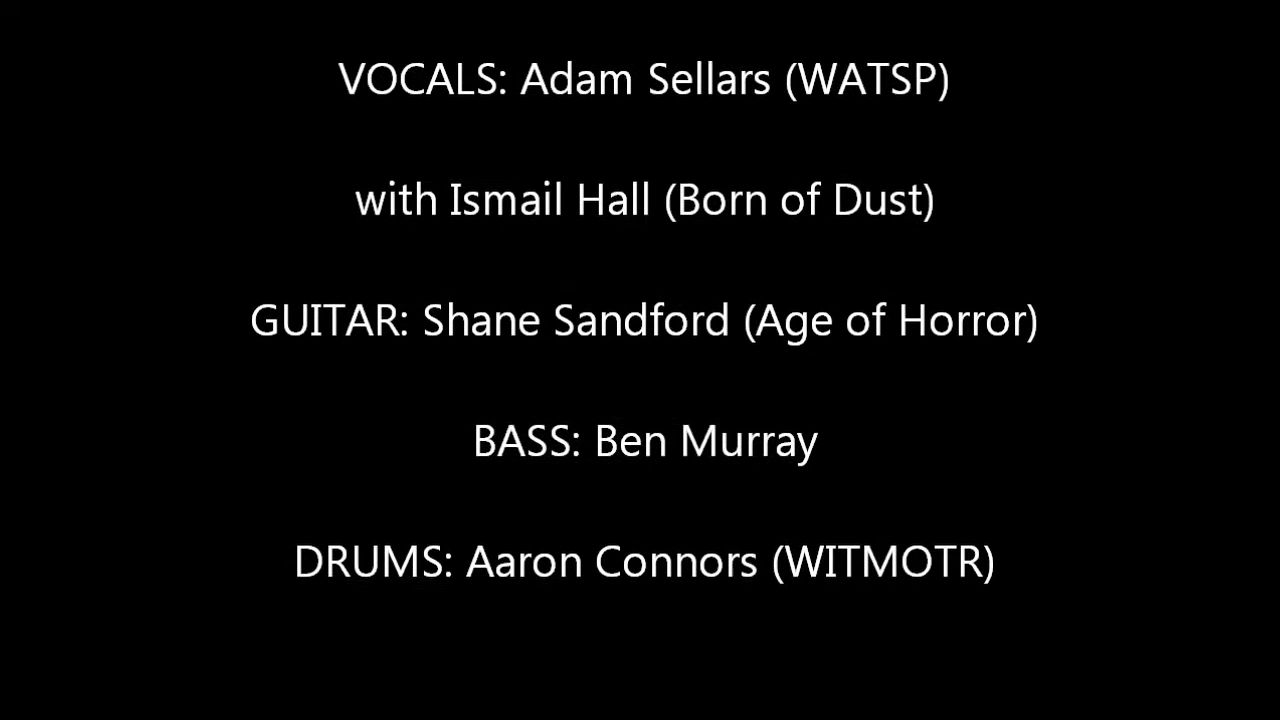 VOCALS: Adam Sellars (WATSP)
with Ismail Hall (Born of Dust)
GUITAR: Shane Sandford (Age of Horror)
BASS: Ben Murray
DRUMS: Aaron Connors (WITMOTR)